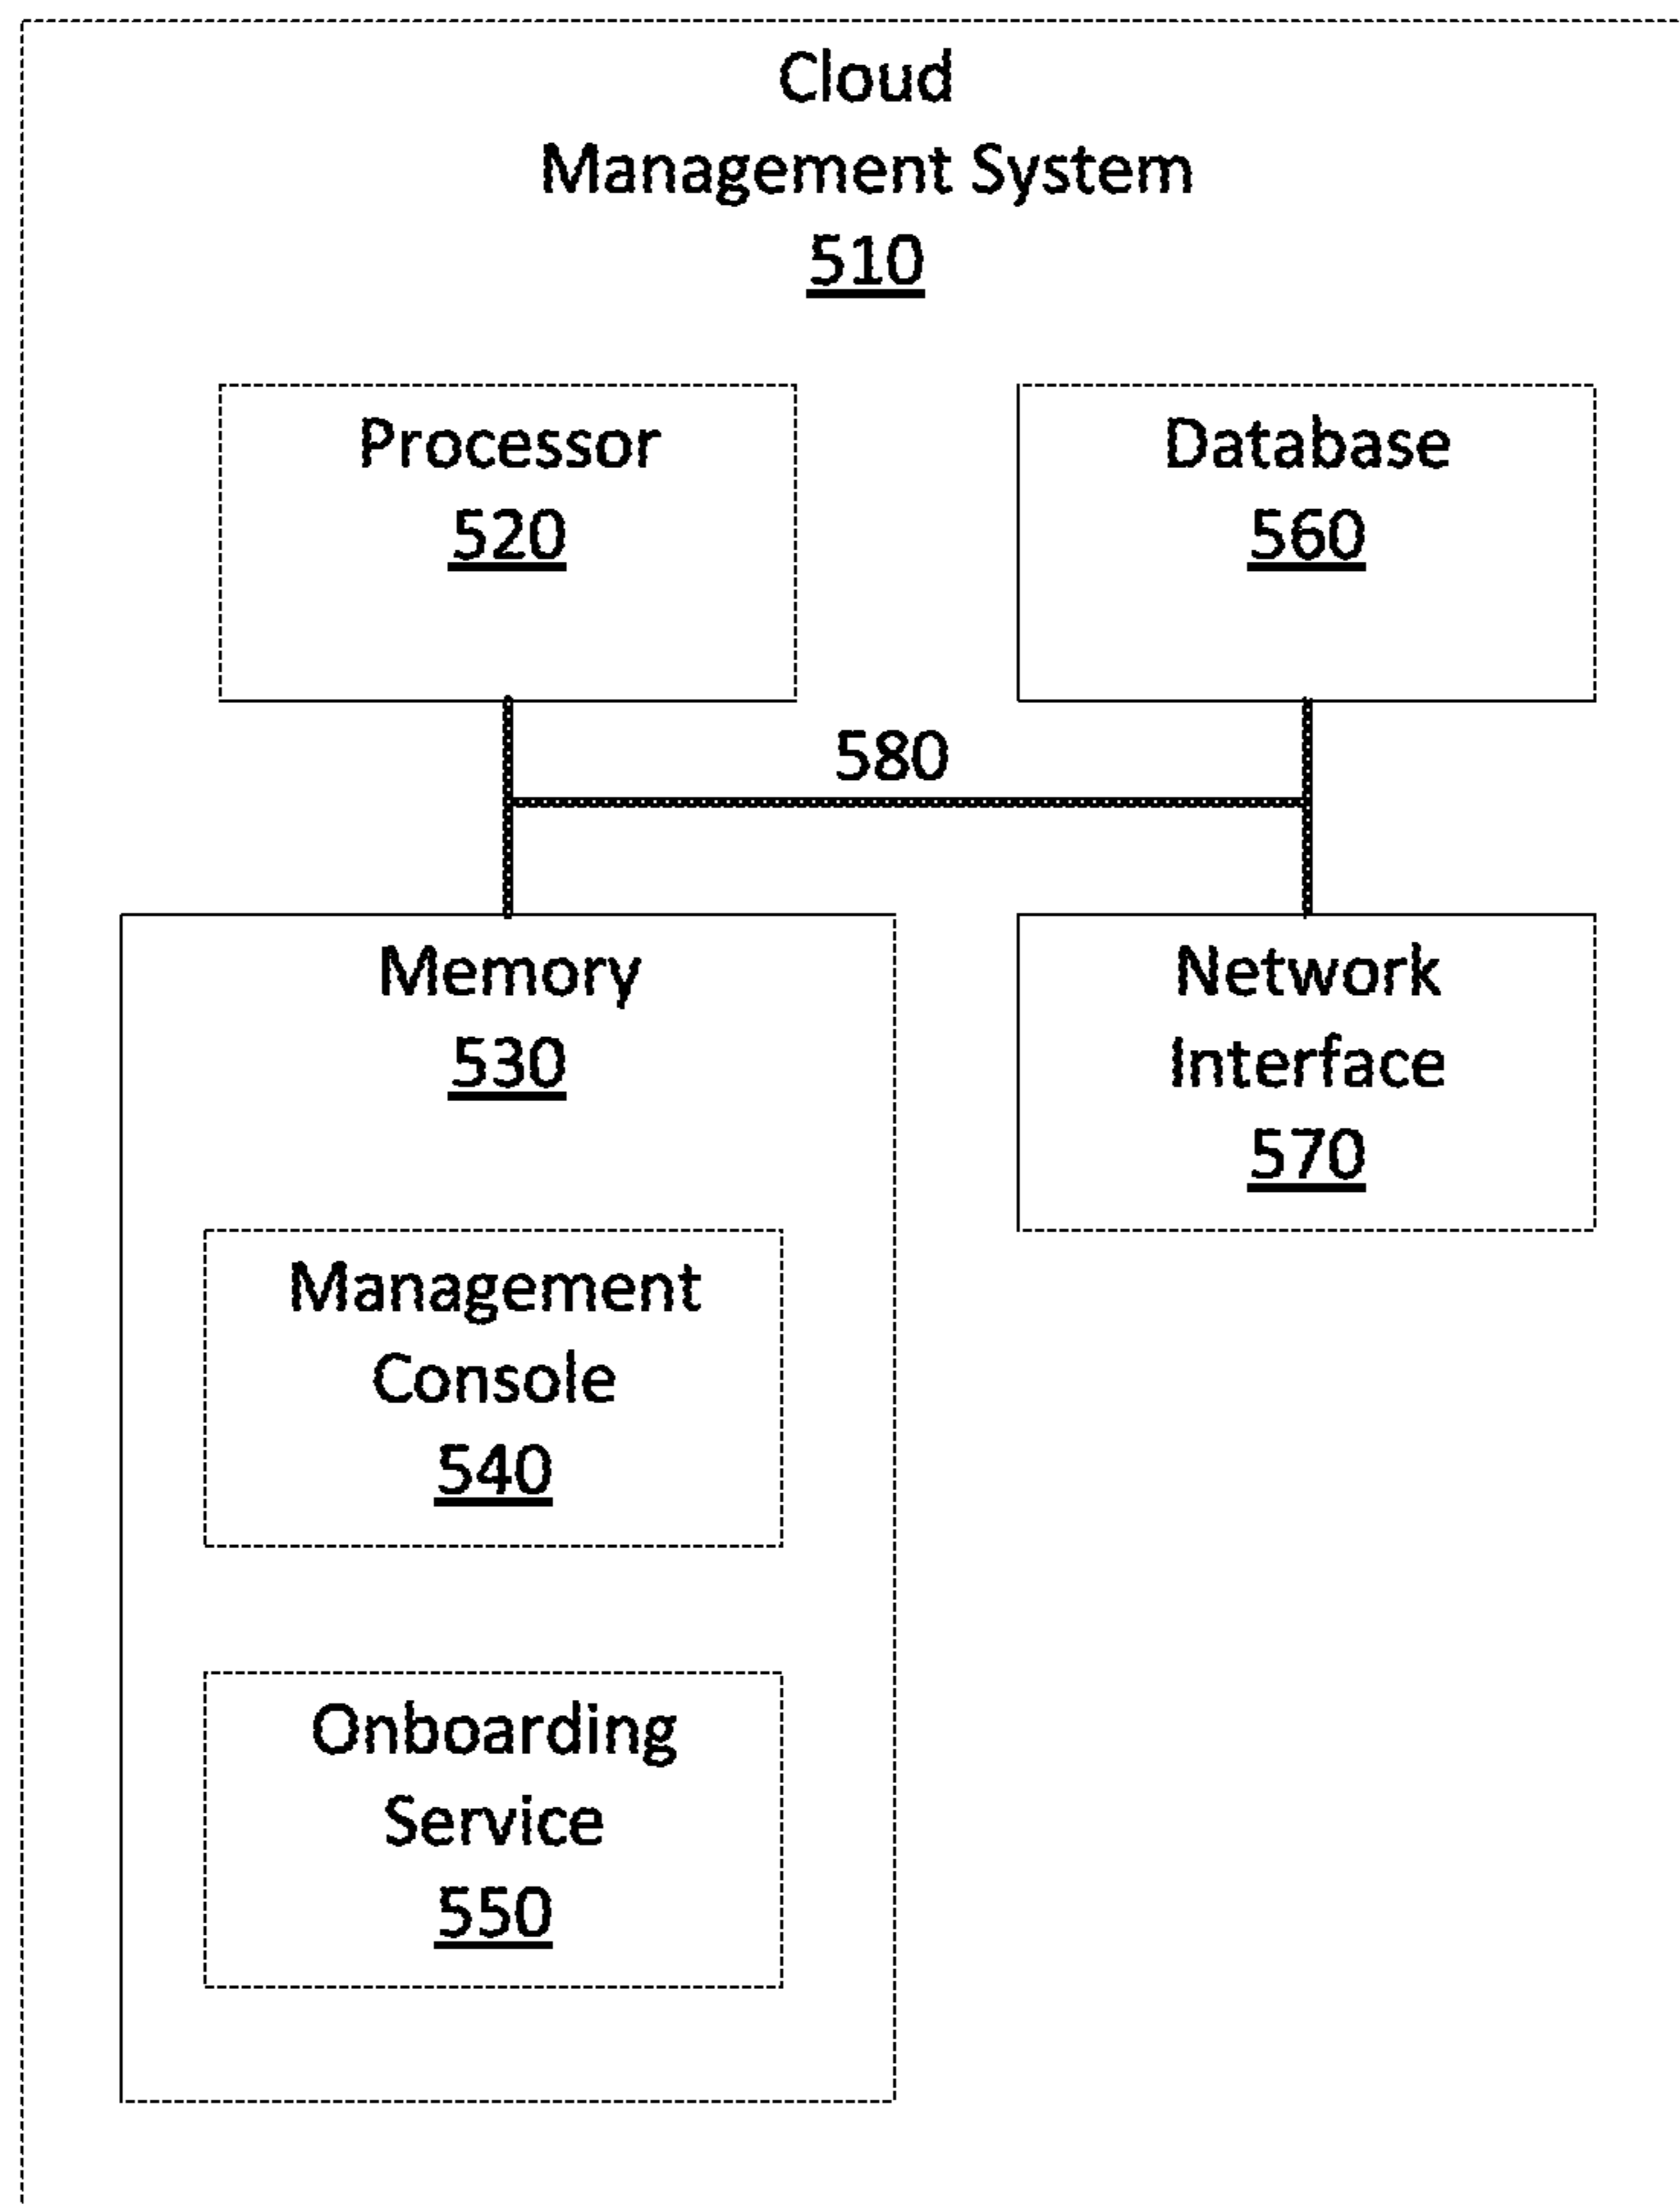 Cloud
Management System
510
Processor
520
Database
560
580
Memory
530
Network
Interface
570
Management
Console
540
Onboarding
Service
550